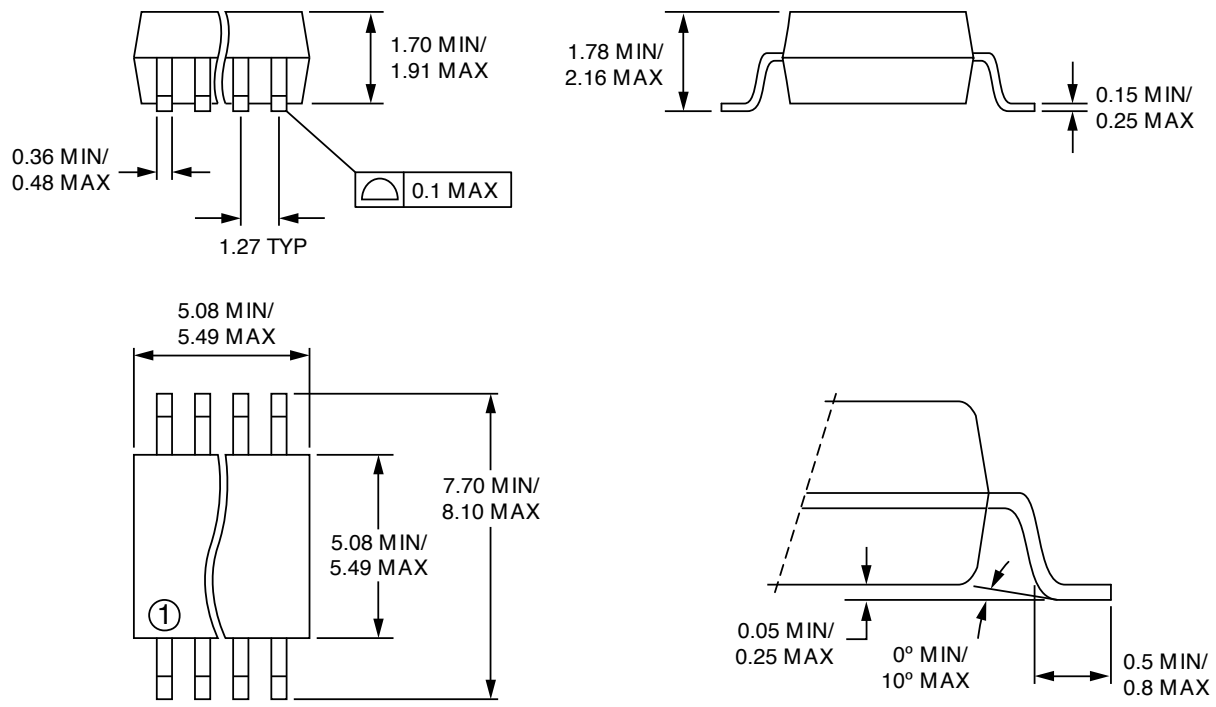 1.70 MIN/
1.91 MAX
1.78 MIN/
2.16 MAX
0.15 MIN/
0.25 MAX
0.36 MIN/
0.48 MAX
0.1 MAX
1.27 TYP
5.08 MIN/
5.49 MAX
7.70 MIN/
8.10 MAX
5.08 MIN/
5.49 MAX
1
0.05 MIN/
0.25 MAX
0º MIN/
10º MAX
0.5 MIN/
0.8 MAX